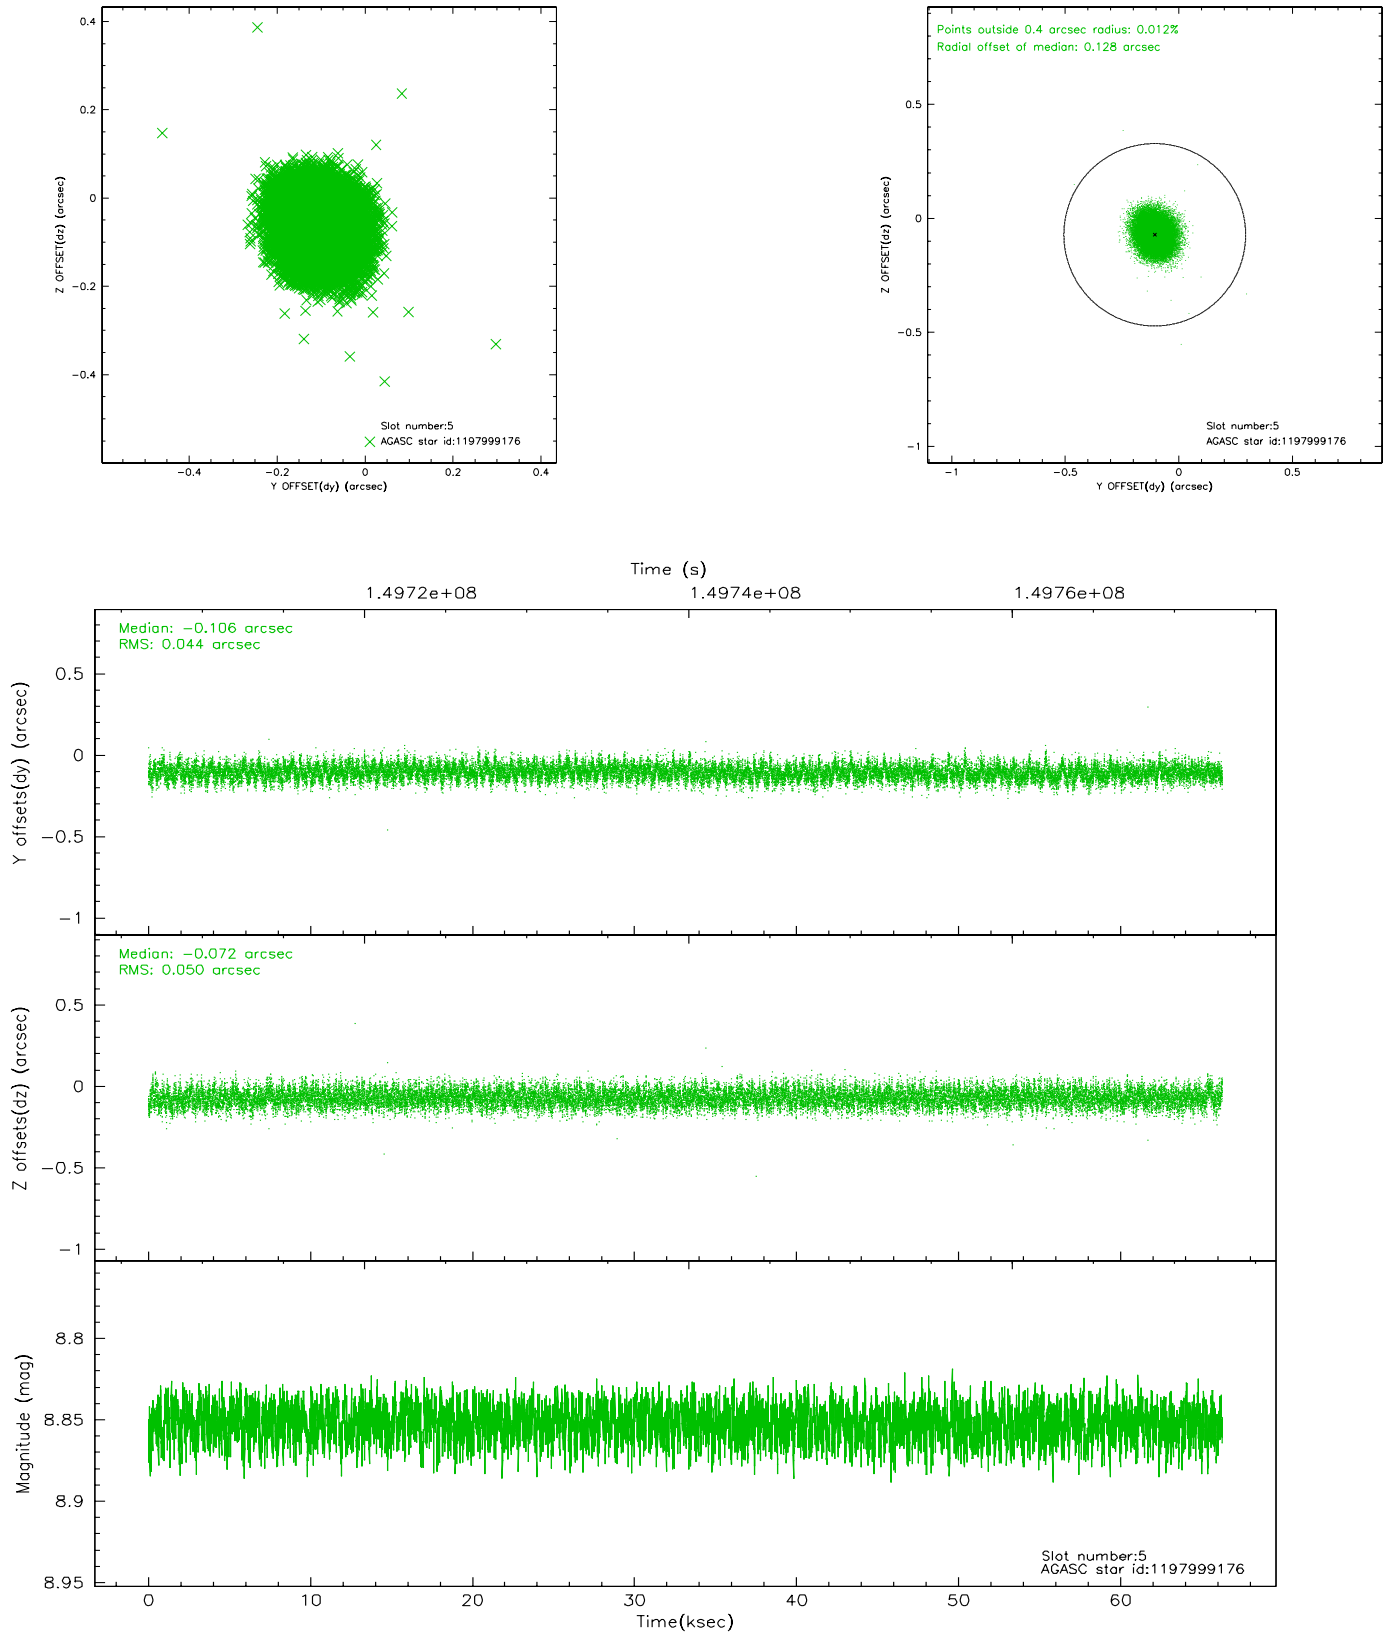 0.4
0.2
0
−0.2
−0.4
Z OFFSET(dz) (arcsec)
Slot number:5
AGASC star id:1197999176
−0.4 −0.2 0 0.2 0.4
Y OFFSET(dy) (arcsec)
Points outside 0.4 arcsec radius: 0.012%
Radial offset of median: 0.128 arcsec
0.5
0
−0.5
−1
Z OFFSET(dz) (arcsec)
Slot number:5
AGASC star id:1197999176
−1 −0.5 0 0.5
Y OFFSET(dy) (arcsec)
Time (s)
1.4972e+08 1.4974e+08 1.4976e+08
Median: −0.106 arcsec
RMS: 0.044 arcsec
0.5
0
−0.5
−1
Y offsets(dy) (arcsec)
Median: −0.072 arcsec
RMS: 0.050 arcsec
0.5
0
−0.5
−1
Z offsets(dz) (arcsec)
8.8
8.85
8.9
8.95
Magnitude (mag)
Slot number:5
AGASC star id:1197999176
0 10 20 30 40 50 60
Time(ksec)